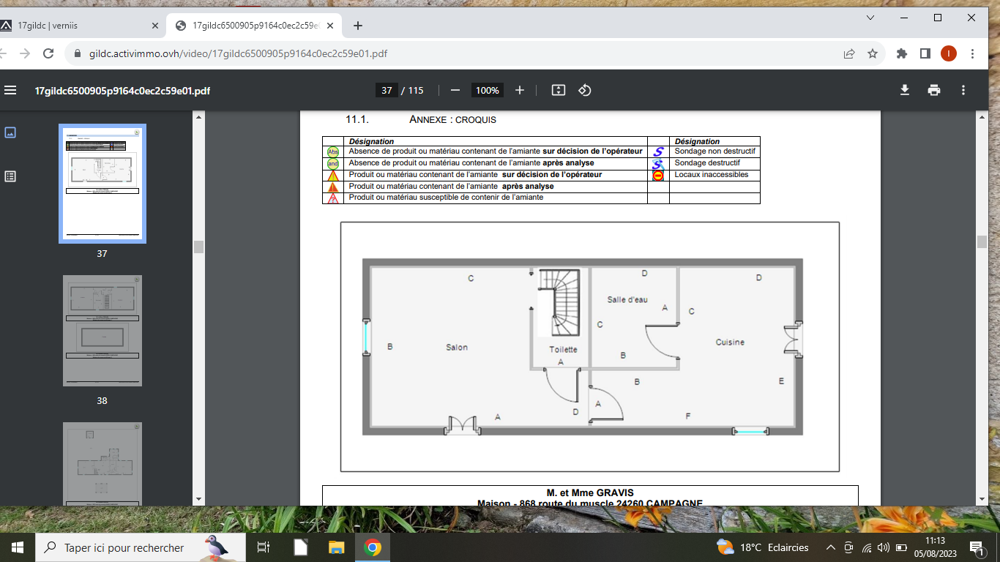 17gildc | verniis
17gildc6500905p9164c0ec2c59e0
gildc.activimmo.ovh/video/17gildc6500905p9164c0ec2c59e01.pdf
I
17gildc6500905p9164c0ec2c59e01.pdf
37 / 115
100%
37
38
11.1. ANNEXE : CROQUIS
Désignation
Désignation
Abs Absence de produit ou matériau contenant de l'amiante sur décision de l'opérateur
S Sondage non destructif
and Absence de produit ou matériau contenant de l'amiante après analyse
S Sondage destructif
Produit ou matériau contenant de l'amiante sur décision de l'opérateur
Locaux inaccessibles
Produit ou matériau contenant de l'amiante après analyse
? Produit ou matériau susceptible de contenir de l'amiante
C
D
D
Salle d'eau
A
C
C
B
Salon
Cuisine
Toilette
B
A
B
E
D
A
A
F
M. et Mme GRAVIS
Maison - 868 route du muscle 24260 CAMPAGNE
Taper ici pour rechercher
18°C Eclaircies
11:13
05/08/2023
1